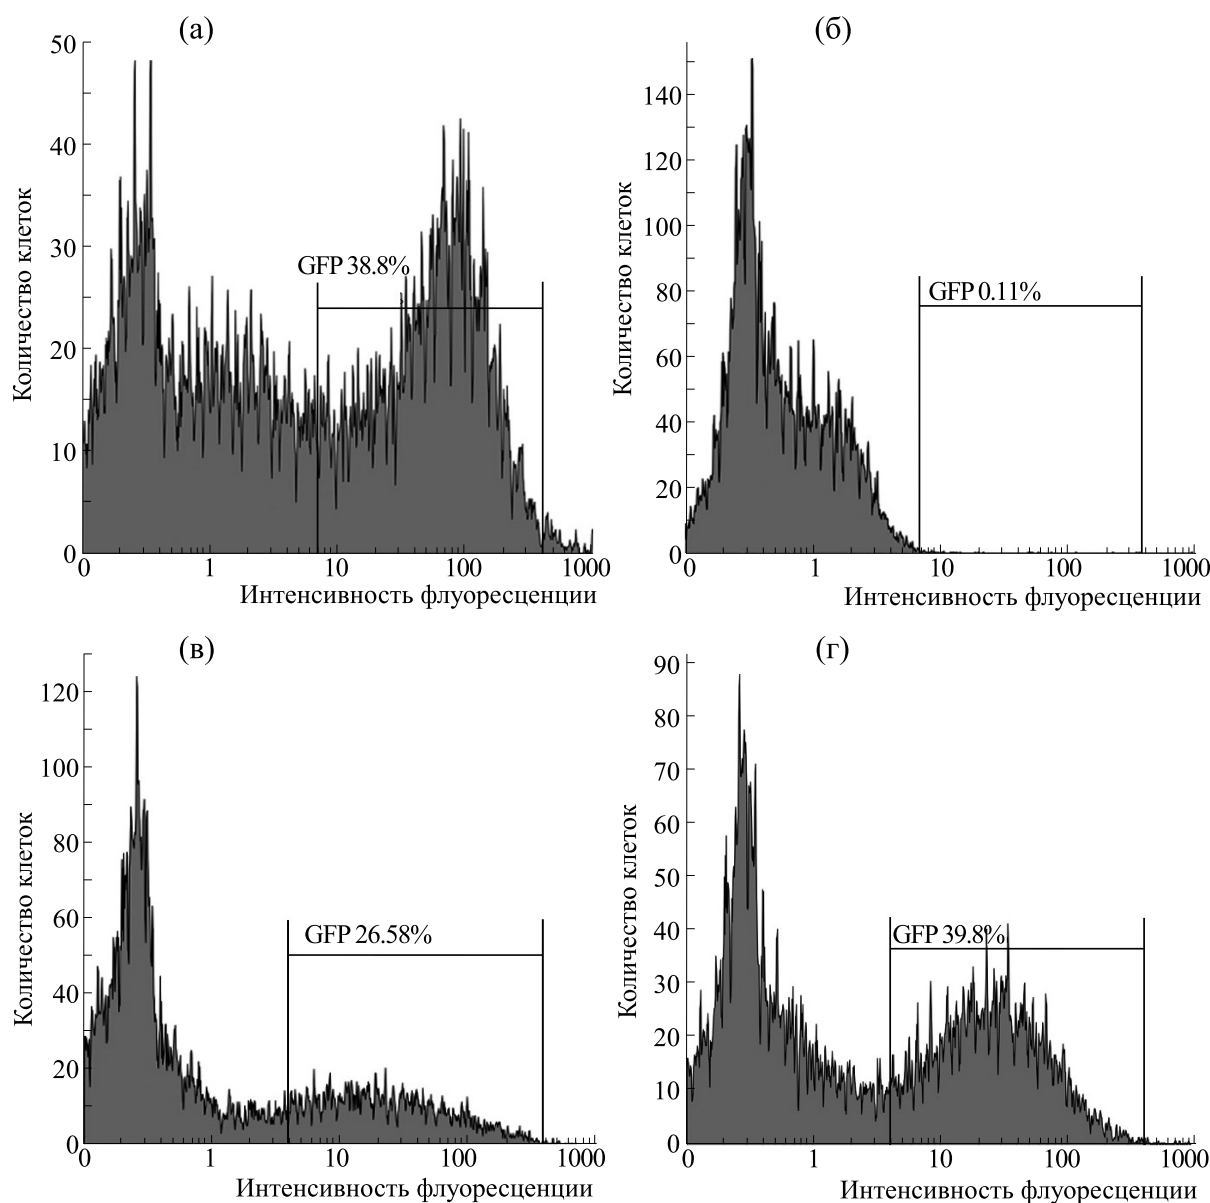 (а)
50
40
30
20
10
0
Количество клеток
GFP 38.8%
0 1 10 100 1000
Интенсивность флуоресценции
(б)
140
120
100
80
60
40
20
0
Количество клеток
GFP 0.11%
0 1 10 100 1000
Интенсивность флуоресценции
(в)
120
100
80
60
40
20
0
Количество клеток
GFP 26.58%
0 1 10 100 1000
Интенсивность флуоресценции
(г)
90
80
70
60
50
40
30
20
10
0
Количество клеток
GFP 39.8%
0 1 10 100 1000
Интенсивность флуоресценции